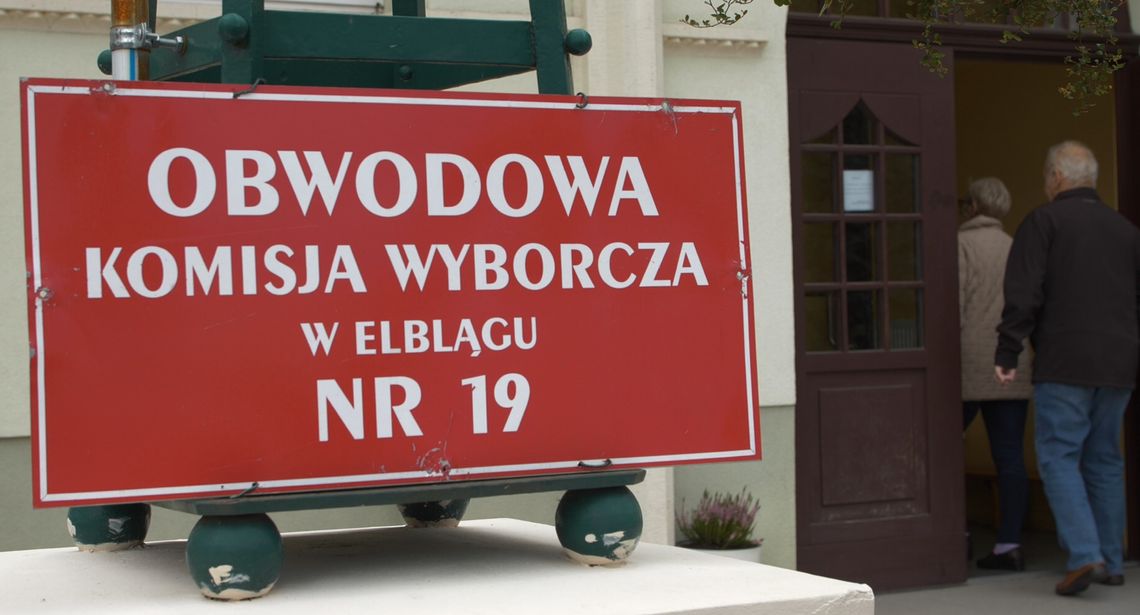 OBWODOWA
KOMISJA WYBORCZA
W ELBLĄGU
NR 19